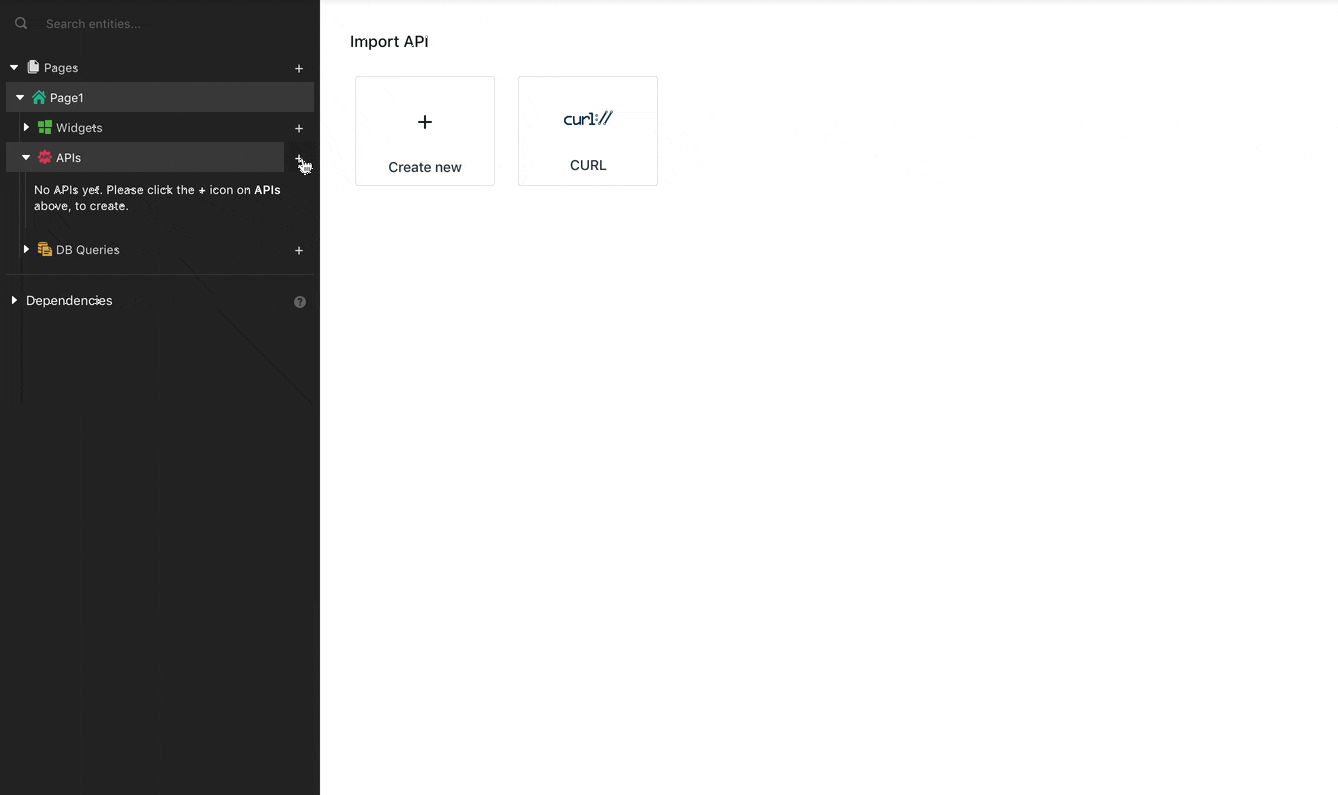 Search entities...
Pages
Page1
Widgets
APIs
No APIs yet. Please click the + icon on APIs
above, to create.
DB Queries
Dependencies
?
Import API
+
curl://
Create new
CURL